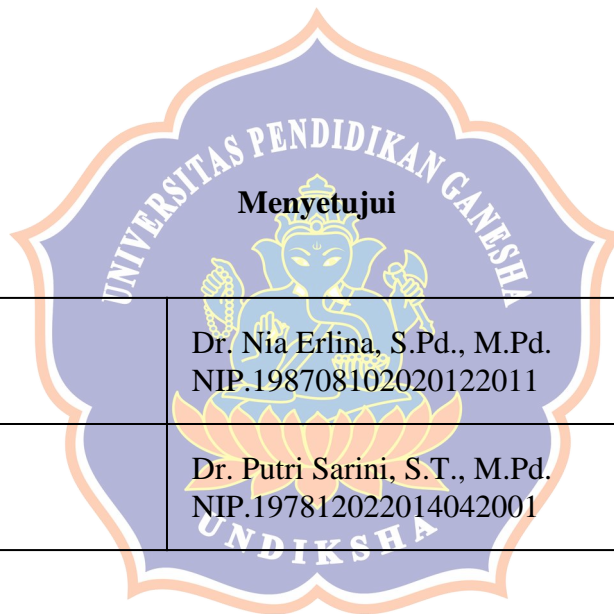 UNIVERSITAS PENDIDIKAN GANESHA
Menyetujui
Dr. Nia Erlina, S.Pd., M.Pd.
NIP.198708102020122011
Dr. Putri Sarini, S.T., M.Pd.
NIP.197812022014042001
UNDIKSHA